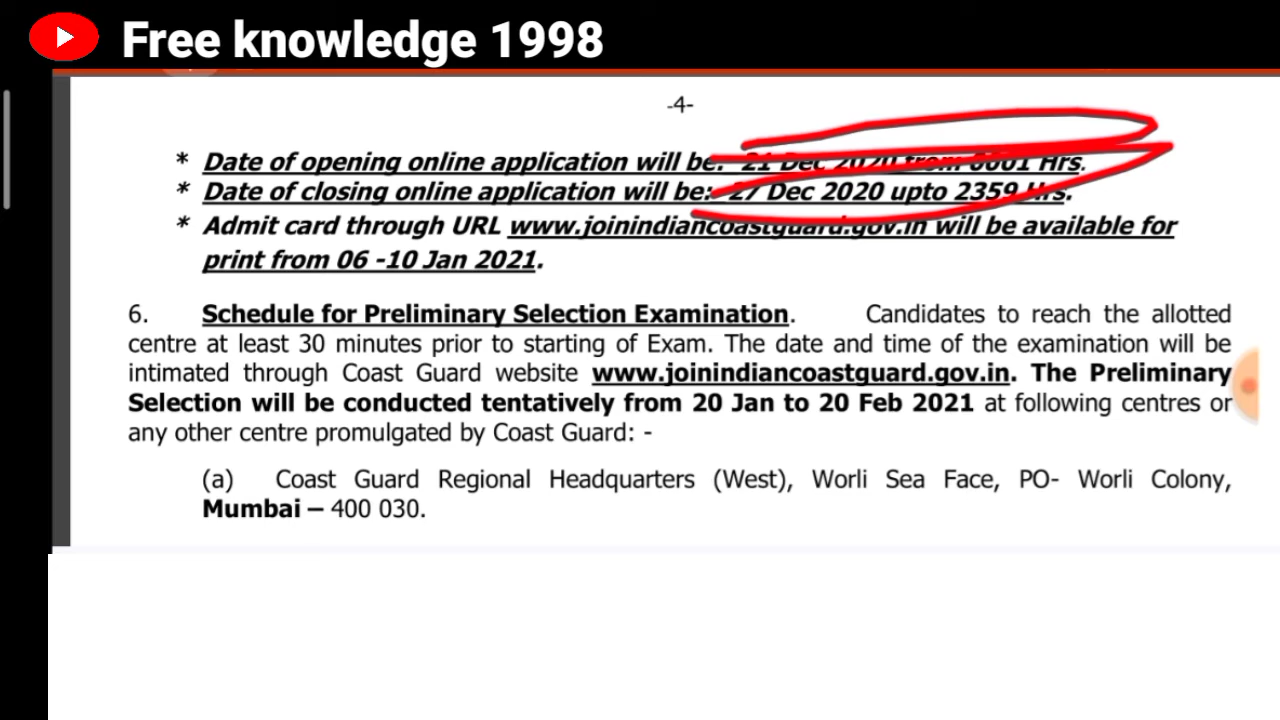 Free knowledge 1998
-4-
* Date of opening online application will be: 21 Dec 2020 from 0001 Hrs.
* Date of closing online application will be: 27 Dec 2020 upto 2359 Hrs.
* Admit card through URL www.joinindiancoastguard.gov.in will be available for
print from 06 -10 Jan 2021.
6. Schedule for Preliminary Selection Examination. Candidates to reach the allotted
centre at least 30 minutes prior to starting of Exam. The date and time of the examination will be
intimated through Coast Guard website www.joinindiancoastguard.gov.in. The Preliminary
Selection will be conducted tentatively from 20 Jan to 20 Feb 2021 at following centres or
any other centre promulgated by Coast Guard: -
(a) Coast Guard Regional Headquarters (West), Worli Sea Face, PO- Worli Colony,
Mumbai – 400 030.